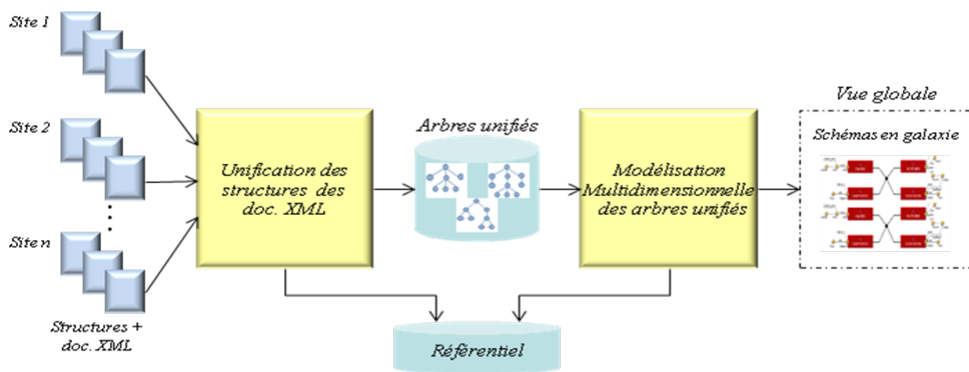 Site 1
Site 2
Site n
Structures +
doc. XML
Unification des
structures des
doc. XML
Arbres unifiés
Modélisation
Multidimensionnelle
des arbres unifiés
Vue globale
Schémas en galaxie
Référentiel